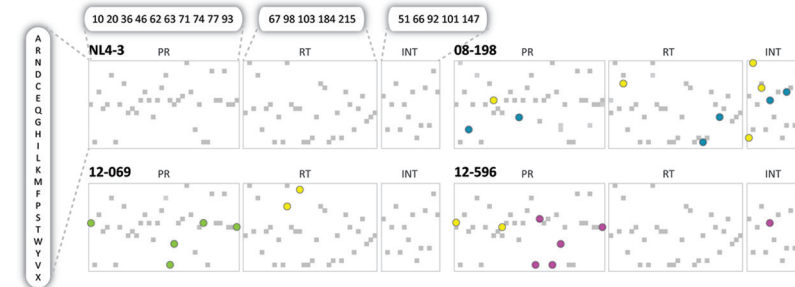 10 20 36 46 62 63 71 74 77 93
67 98 103 184 215
51 66 92 101 147
A
R
N
D
C
E
Q
G
H
I
L
K
M
F
P
S
T
W
Y
V
X
NL4-3 PR RT INT
08-198 PR RT INT
12-069 PR RT INT
12-596 PR RT INT